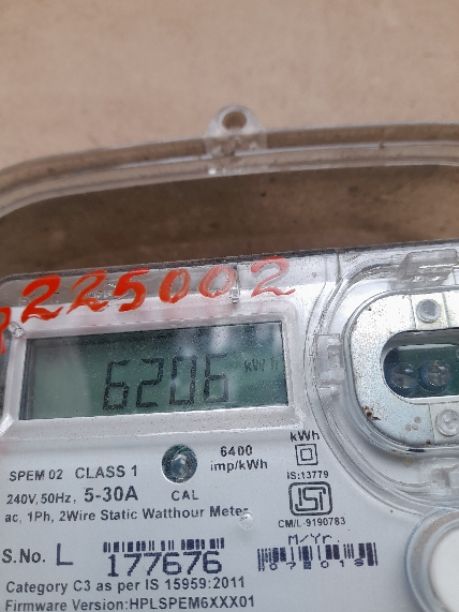 225002
6206 kWh
6400
imp/kWh
kWh
IS:13779
SPEM 02 CLASS 1
240V, 50Hz, 5-30A CAL
ac, 1Ph, 2Wire Static Watthour Meter
CM/L-9190783
M/Yr.
S.No. L 177676
072018
Category C3 as per IS 15959:2011
Firmware Version:HPLSPEM6XXX01